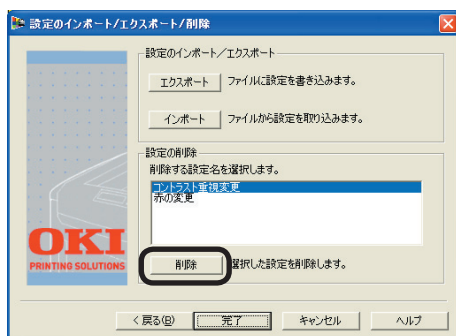 設定のインポート/エクスポート/削除
設定のインポート/エクスポート
エクスポート ファイルに設定を書き込みます。
インポート ファイルから設定を取り込みます。
設定の削除
削除する設定名を選択します。
コントラスト重視変更
赤の変更
OKI
PRINTING SOLUTIONS
削除 選択した設定を削除します。
< 戻る(B) 完了 キャンセル ヘルプ